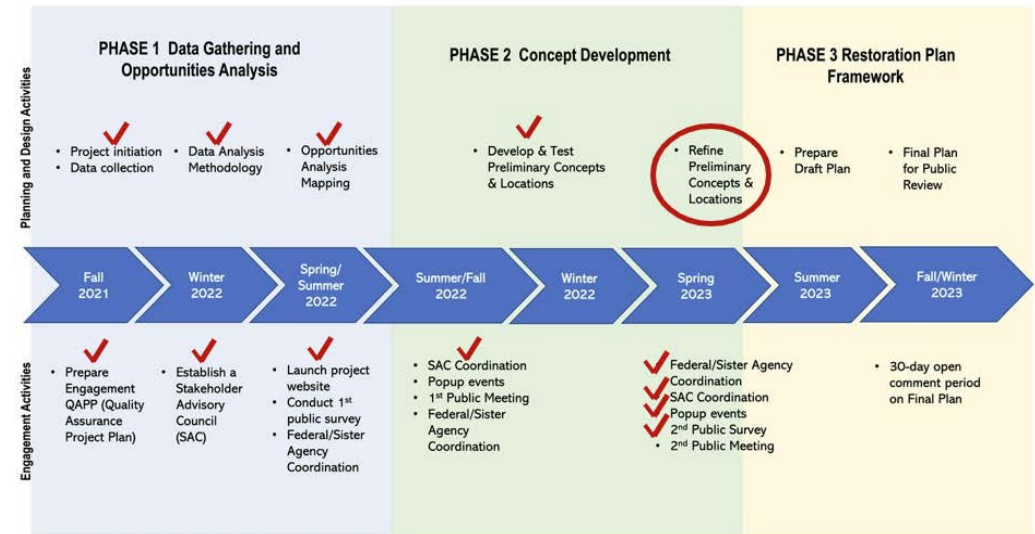 PHASE 1 Data Gathering and
Opportunities Analysis
PHASE 2 Concept Development
PHASE 3 Restoration Plan
Framework
Planning and Design Activities
• Project initiation
• Data collection
• Data Analysis
Methodology
• Opportunities
Analysis
Mapping
• Develop & Test
Preliminary Concepts
& Locations
• Refine
Preliminary
Concepts &
Locations
• Prepare
Draft Plan
• Final Plan
for Public
Review
Fall
2021
Winter
2022
Spring/
Summer
2022
Summer/Fall
2022
Winter
2022
Spring
2023
Summer
2023
Fall/Winter
2023
Engagement Activities
• Prepare
Engagement
QAPP (Quality
Assurance
Project Plan)
• Establish a
Stakeholder
Advisory
Council
(SAC)
• Launch project
website
• Conduct 1st
public survey
• Federal/Sister
Agency
Coordination
• SAC Coordination
• Popup events
• 1st Public Meeting
• Federal/Sister
Agency
Coordination
Federal/Sister Agency
Coordination
SAC Coordination
Popup events
2nd Public Survey
• 2nd Public Meeting
• 30-day open
comment period
on Final Plan